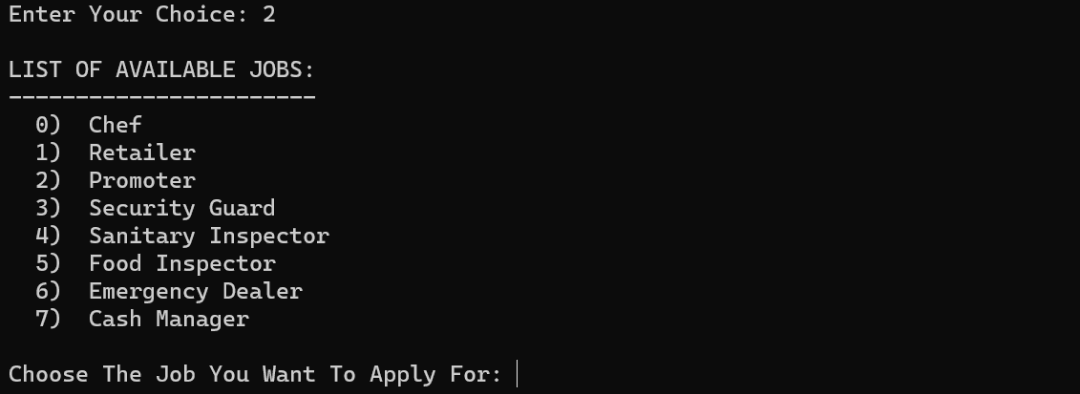 Enter Your Choice: 2
LIST OF AVAILABLE JOBS:
-----------------------
0) Chef
1) Retailer
2) Promoter
3) Security Guard
4) Sanitary Inspector
5) Food Inspector
6) Emergency Dealer
7) Cash Manager
Choose The Job You Want To Apply For: